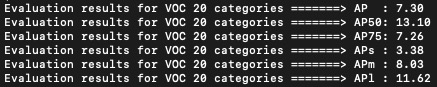 Evaluation results for VOC 20 categories =======> AP  : 7.30
Evaluation results for VOC 20 categories =======> AP50: 13.10
Evaluation results for VOC 20 categories =======> AP75: 7.26
Evaluation results for VOC 20 categories =======> APs : 3.38
Evaluation results for VOC 20 categories =======> APm : 8.03
Evaluation results for VOC 20 categories =======> APl : 11.62